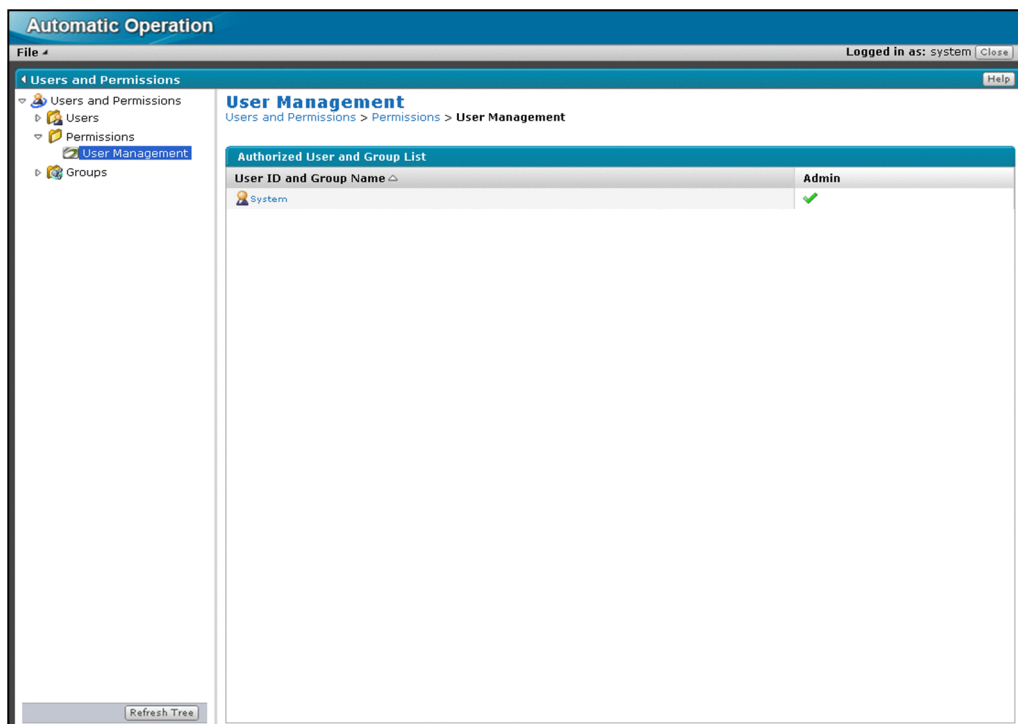 Automatic Operation
File
Logged in as: system Close
Users and Permissions
Help
Users and Permissions
Users
Permissions
User Management
Groups
Refresh Tree
User Management
Users and Permissions > Permissions > User Management
Authorized User and Group List
User ID and Group Name Admin
System